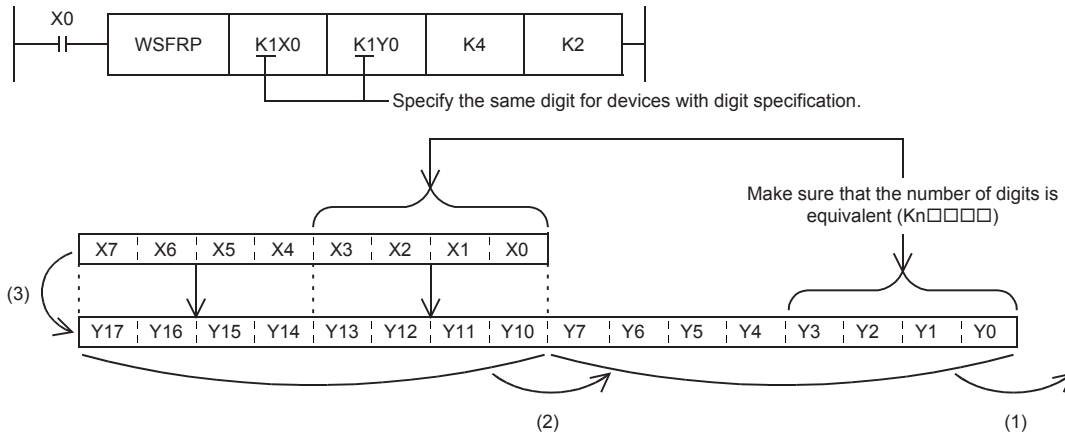 X0
WSFRP K1X0 K1Y0 K4 K2
Specify the same digit for devices with digit specification.
Make sure that the number of digits is
equivalent (Kn□□□□)
X7 X6 X5 X4 X3 X2 X1 X0
(3)
Y17 Y16 Y15 Y14 Y13 Y12 Y11 Y10 Y7 Y6 Y5 Y4 Y3 Y2 Y1 Y0
(2) (1)